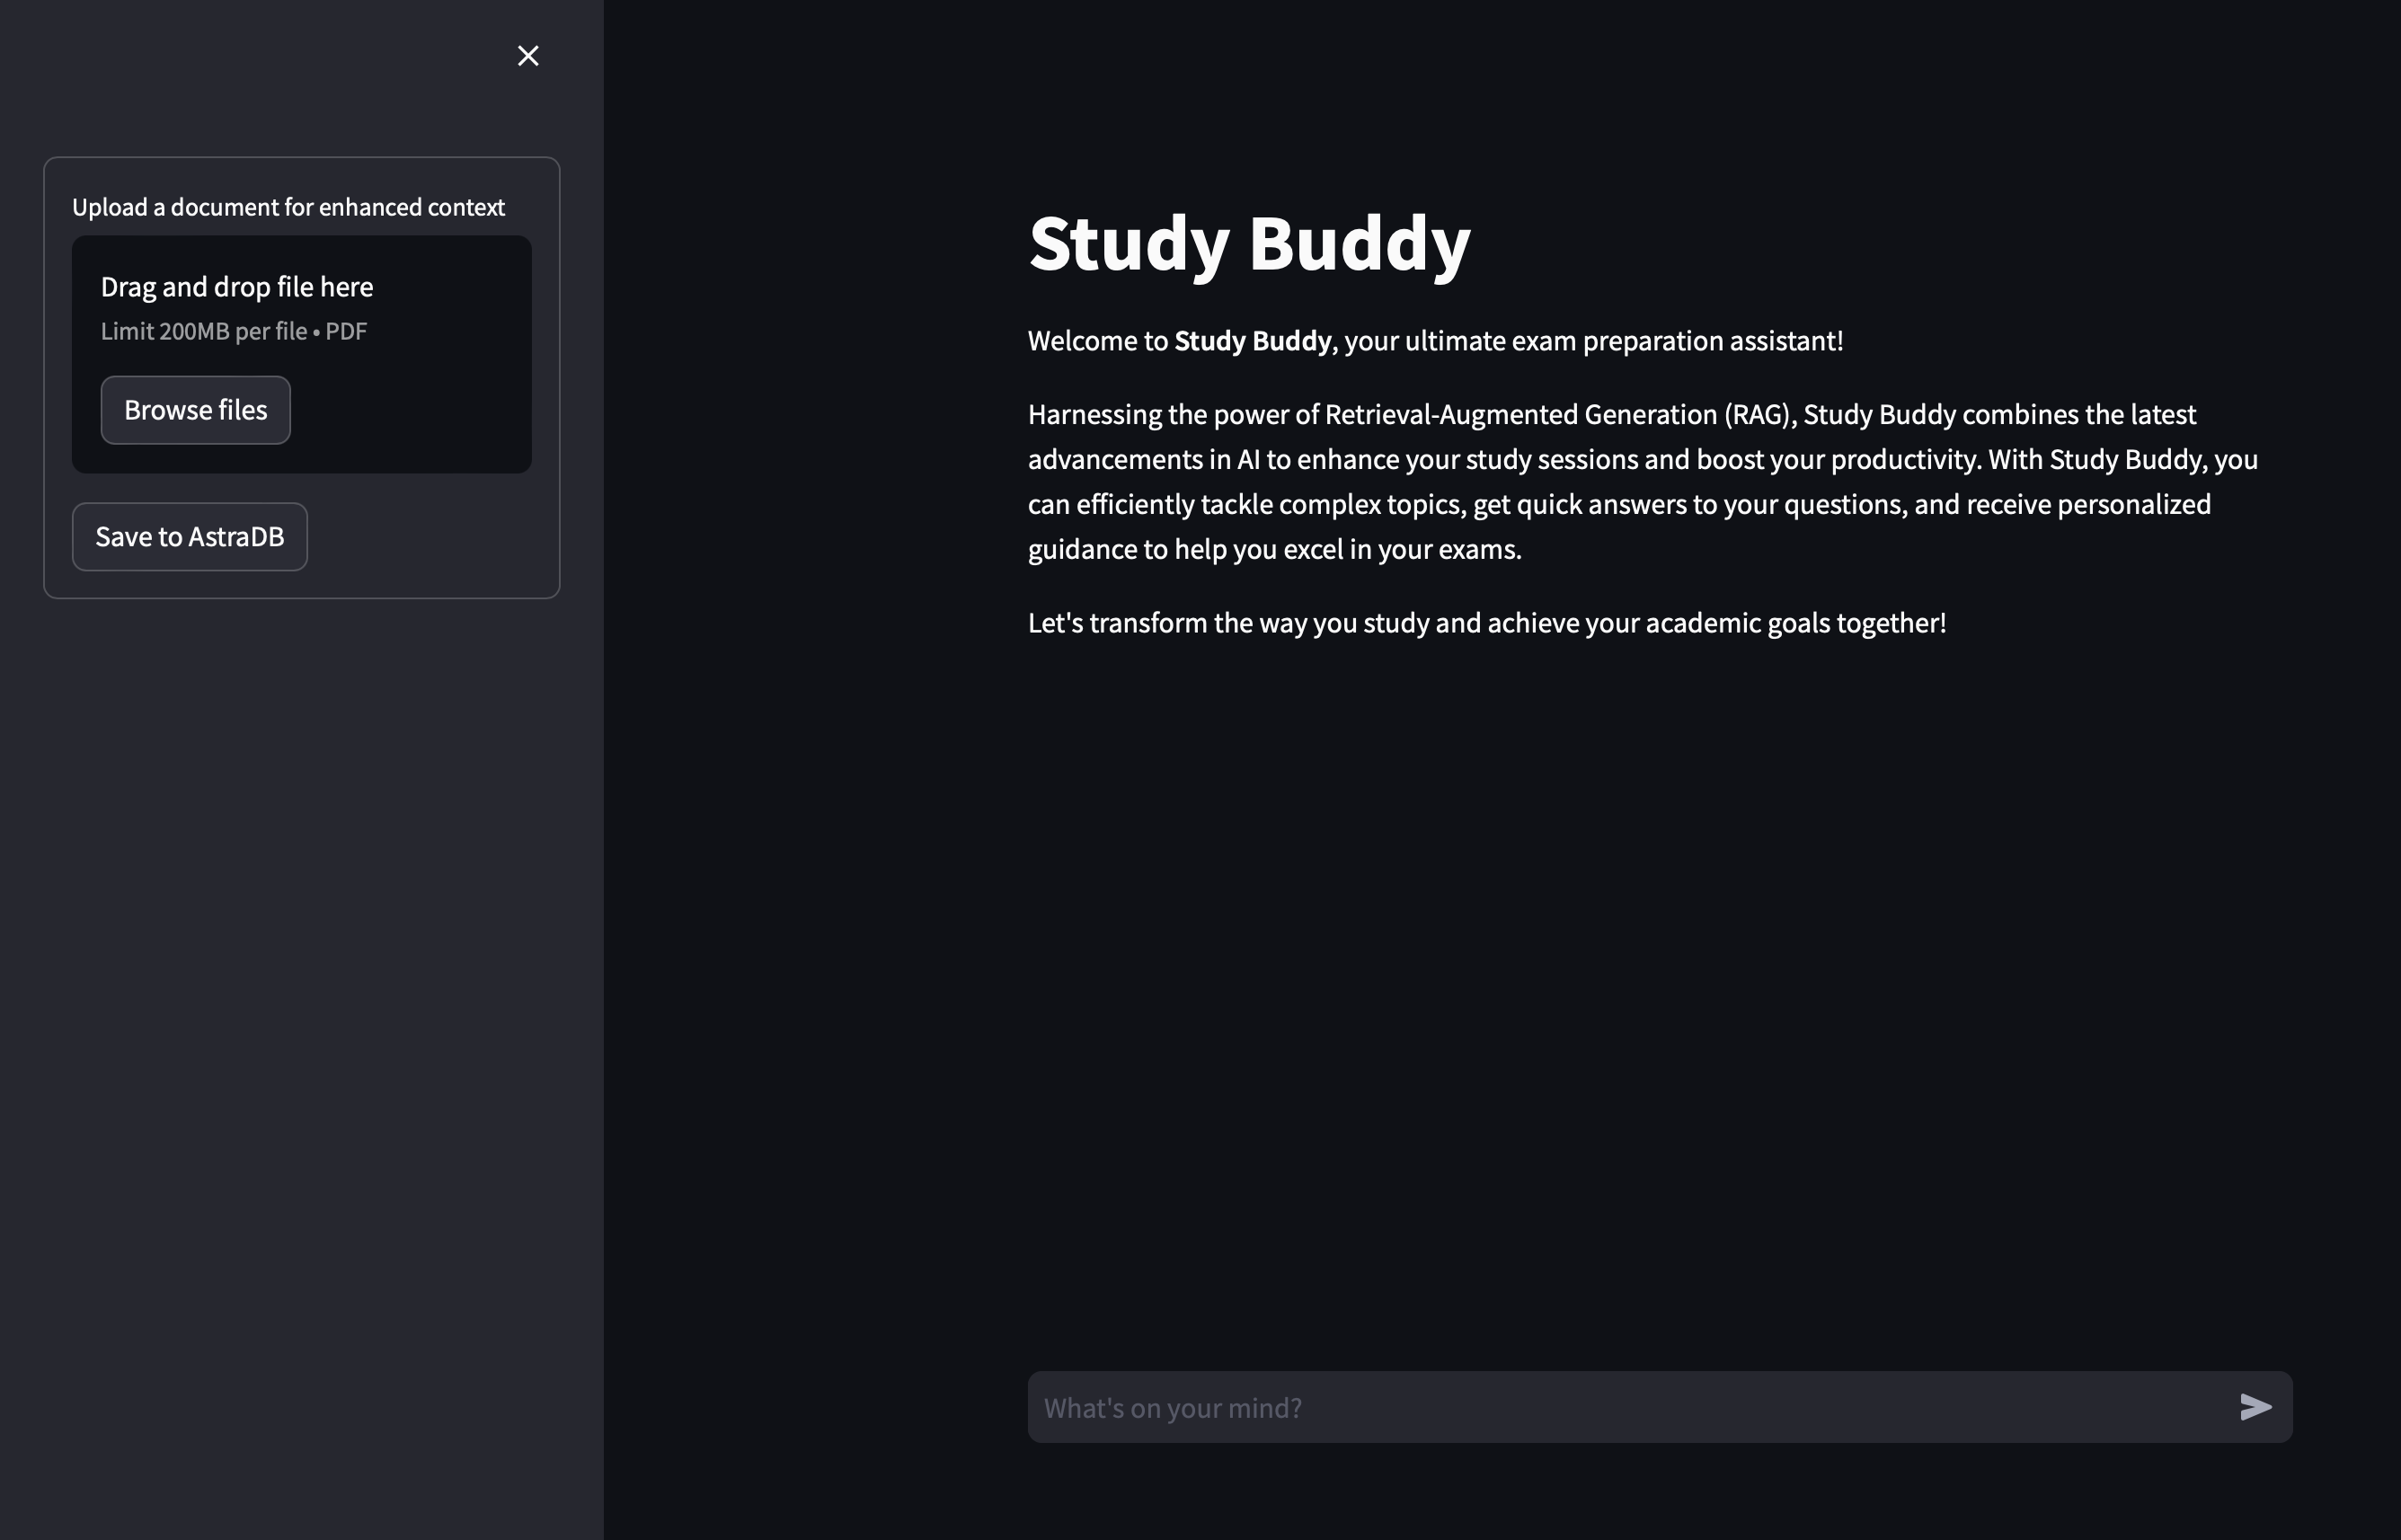 Upload a document for enhanced context
Drag and drop file here
Limit 200MB per file • PDF
Browse files
Save to AstraDB
Study Buddy
Welcome to Study Buddy, your ultimate exam preparation assistant!
Harnessing the power of Retrieval-Augmented Generation (RAG), Study Buddy combines the latest
advancements in AI to enhance your study sessions and boost your productivity. With Study Buddy, you
can efficiently tackle complex topics, get quick answers to your questions, and receive personalized
guidance to help you excel in your exams.
Let's transform the way you study and achieve your academic goals together!
What's on your mind?